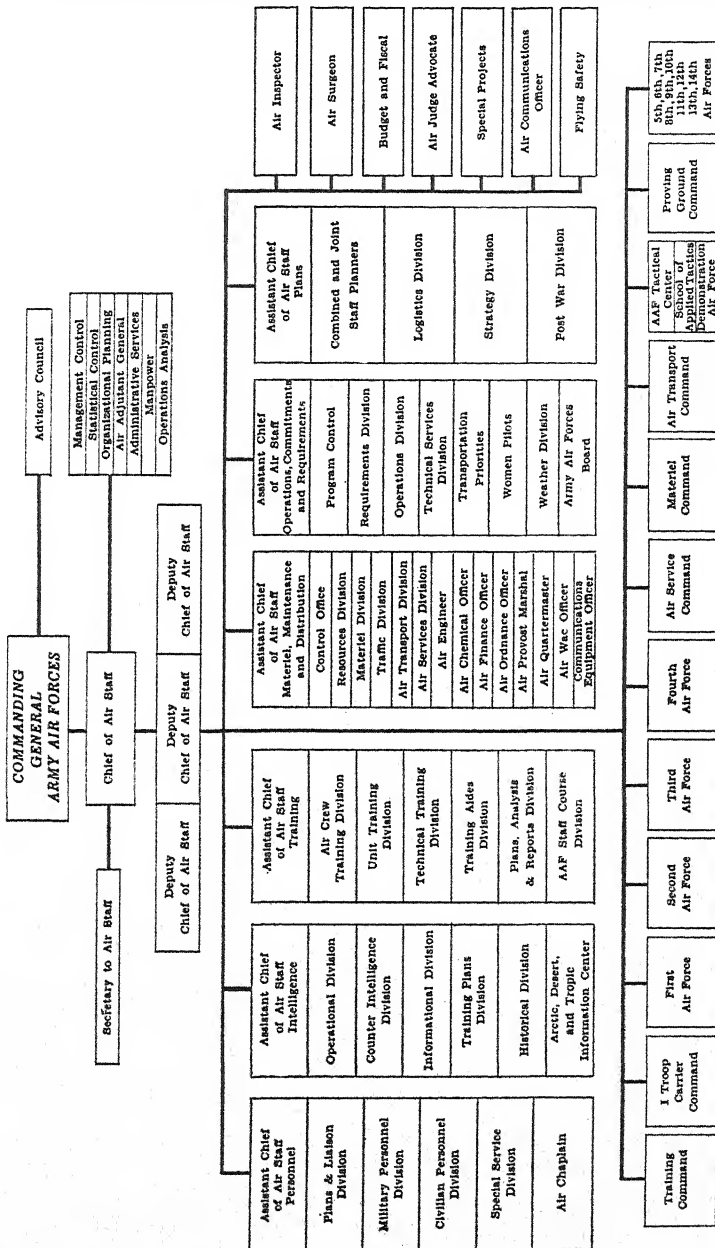 COMMANDING
GENERAL
ARMY AIR FORCES
Advisory Council
Secretary to Air Staff
Chief of Air Staff
Management Control
Statistical Control
Organizational Planning
Air Adjutant General
Administrative Services
Manpower
Operations Analysis
Deputy
Chief of Air Staff
Deputy
Chief of Air Staff
Deputy
Chief of Air Staff
Assistant Chief
of Air Staff
Personnel
Plans & Liaison
Division
Military Personnel
Division
Civilian Personnel
Division
Special Service
Division
Air Chaplain
Assistant Chief
of Air Staff
Intelligence
Operational Division
Counter Intelligence
Division
Informational Division
Training Plans
Division
Historical Division
Arctic, Desert,
and Tropic
Information Center
Assistant Chief
of Air Staff
Training
Air Crew
Training Division
Unit Training
Division
Technical Training
Division
Training Aides
Division
Plans, Analysis
& Reports Division
AAF Staff Course
Division
Assistant Chief
of Air Staff
Materiel, Maintenance
and Distribution
Control Office
Resources Division
Materiel Division
Traffic Division
Air Transport Division
Air Services Division
Air Engineer
Air Chemical Officer
Air Finance Officer
Air Ordnance Officer
Air Provost Marshal
Air Quartermaster
Air Wac Officer
Communications
Equipment Officer
Assistant Chief
of Air Staff
Operations, Commitments
and Requirements
Program Control
Requirements Division
Operations Division
Technical Services
Division
Transportation
Priorities
Women Pilots
Weather Division
Army Air Forces
Board
Assistant Chief
of Air Staff
Plans
Combined and Joint
Staff Planners
Logistics Division
Strategy Division
Post War Division
Air Inspector
Air Surgeon
Budget and Fiscal
Air Judge Advocate
Special Projects
Air Communications
Officer
Flying Safety
Training
Command
I Troop
Carrier
Command
First
Air Force
Second
Air Force
Third
Air Force
Fourth
Air Force
Air Service
Command
Materiel
Command
Air Transport
Command
AAF Tactical
Center
School of
Applied Tactics
Demonstration
Air Force
Proving
Ground
Command
5th, 6th, 7th
8th, 9th, 10th
11th, 12th
13th, 14th
Air Forces